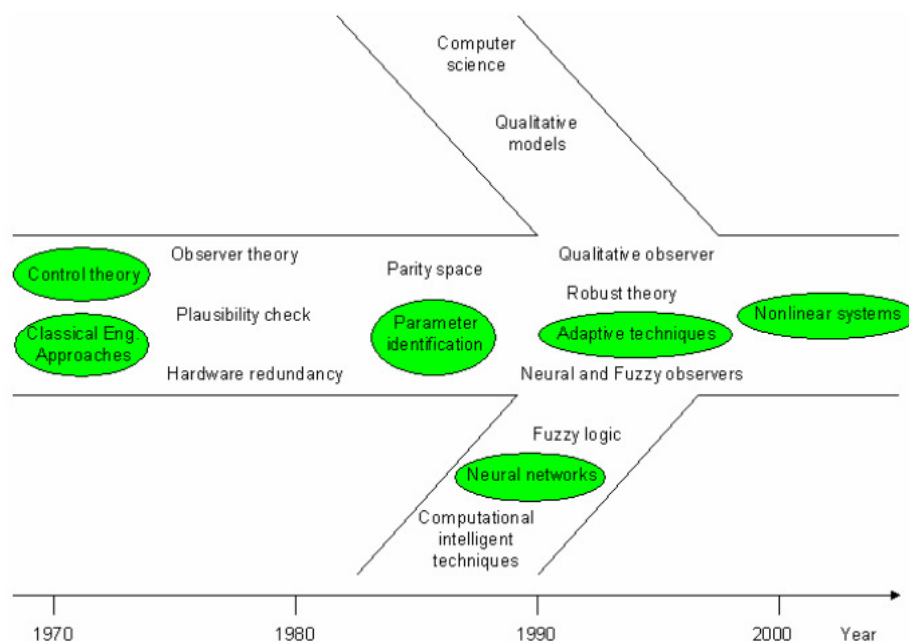 Computer
science
Qualitative
models
Observer theory
Qualitative observer
Control theory
Parity space
Robust theory
Plausibility check
Nonlinear systems
Classical Eng.
Approaches
Parameter
identification
Adaptive techniques
Hardware redundancy
Neural and Fuzzy observers
Fuzzy logic
Neural networks
Computational
intelligent
techniques
1970
1980
1990
2000
Year